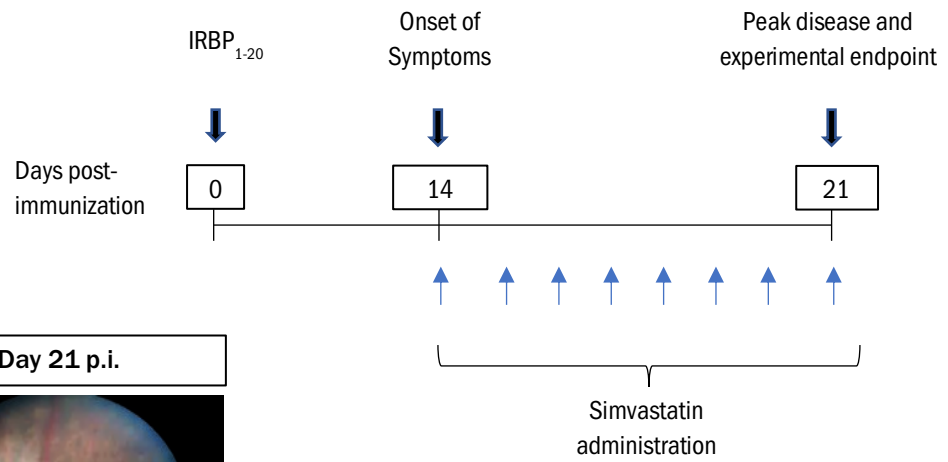 IRBP1-20
Onset of
Symptoms
Peak disease and
experimental endpoint
Days post-
immunization
0
14
21
Day 21 p.i.
Simvastatin
administration